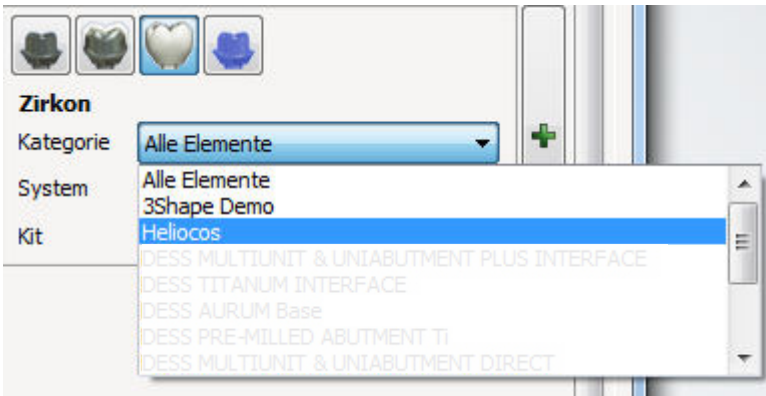 Zirkon
Kategorie Alle Elemente
System
Kit
Alle Elemente
3Shape Demo
Heliocos
DESS MULTIUNIT & UNIABUTMENT PLUS INTERFACE
DESS TITANUM INTERFACE
DESS AURUM Base
DESS PRE-MILLED ABUTMENT Ti
DESS MULTIUNIT & UNIABUTMENT DIRECT